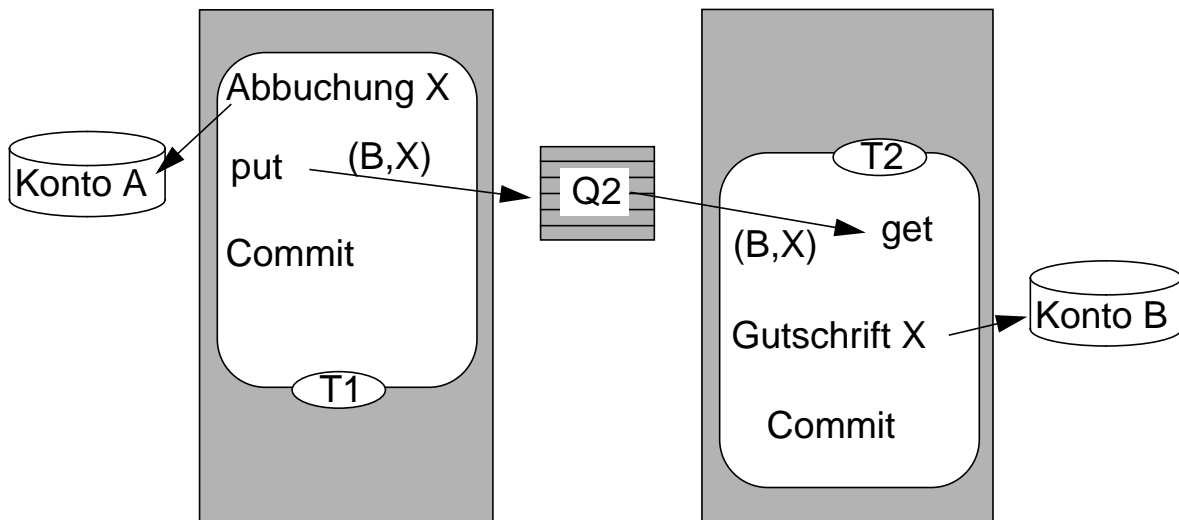 Abbuchung X
Konto A
put
(B,X)
Commit
T1
Q2
T2
get
(B,X)
Gutschrift X
Konto B
Commit